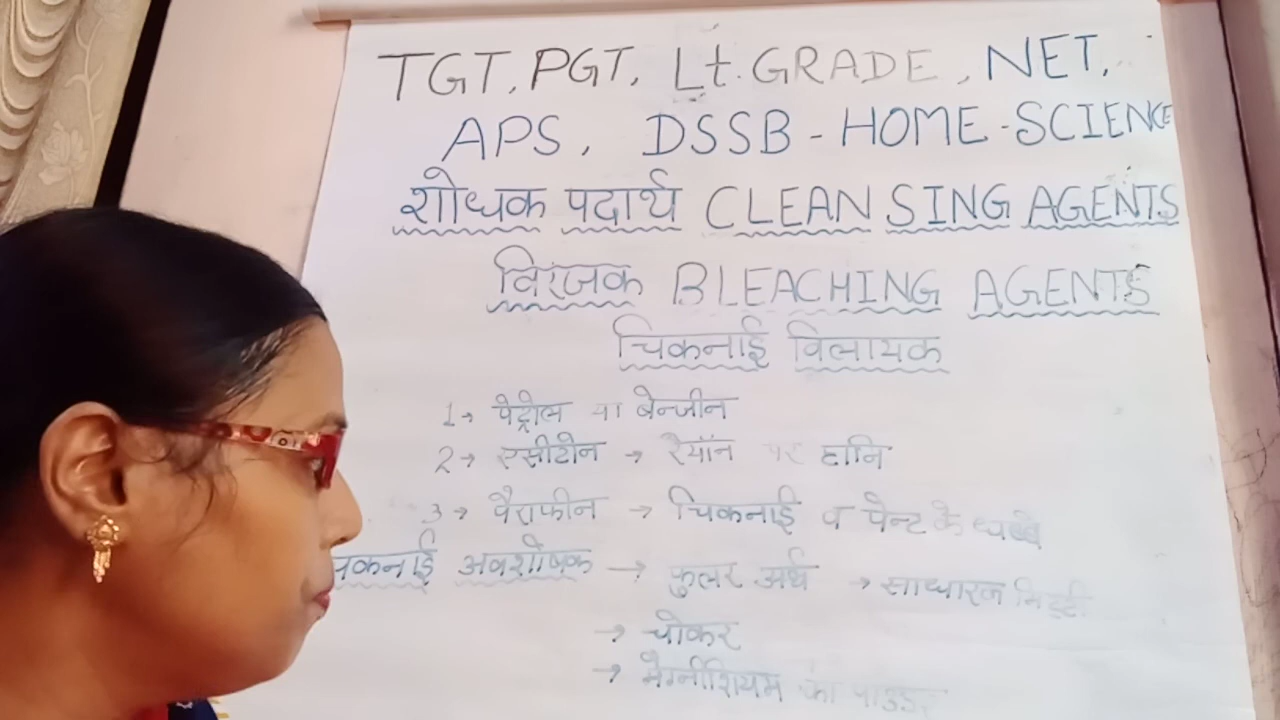 TGT, PGT, Lt. GRADE, NET,
APS, DSSB - HOME - SCIENCE
शोधक पदार्थ CLEANSING AGENTS
विरंजक BLEACHING AGENTS
चिकनाई विलायक
1→ पेट्रोल या बेन्जीन
2→ एसीटोन → रेयॉन पर हानि
3→ पैराफीन → चिकनाई व पेन्ट के धब्बे
कनाई अवशोषक → फुलर अर्थ → साधारण मिट्टी
→ चोकर
→ मैग्नीशियम का पाउडर